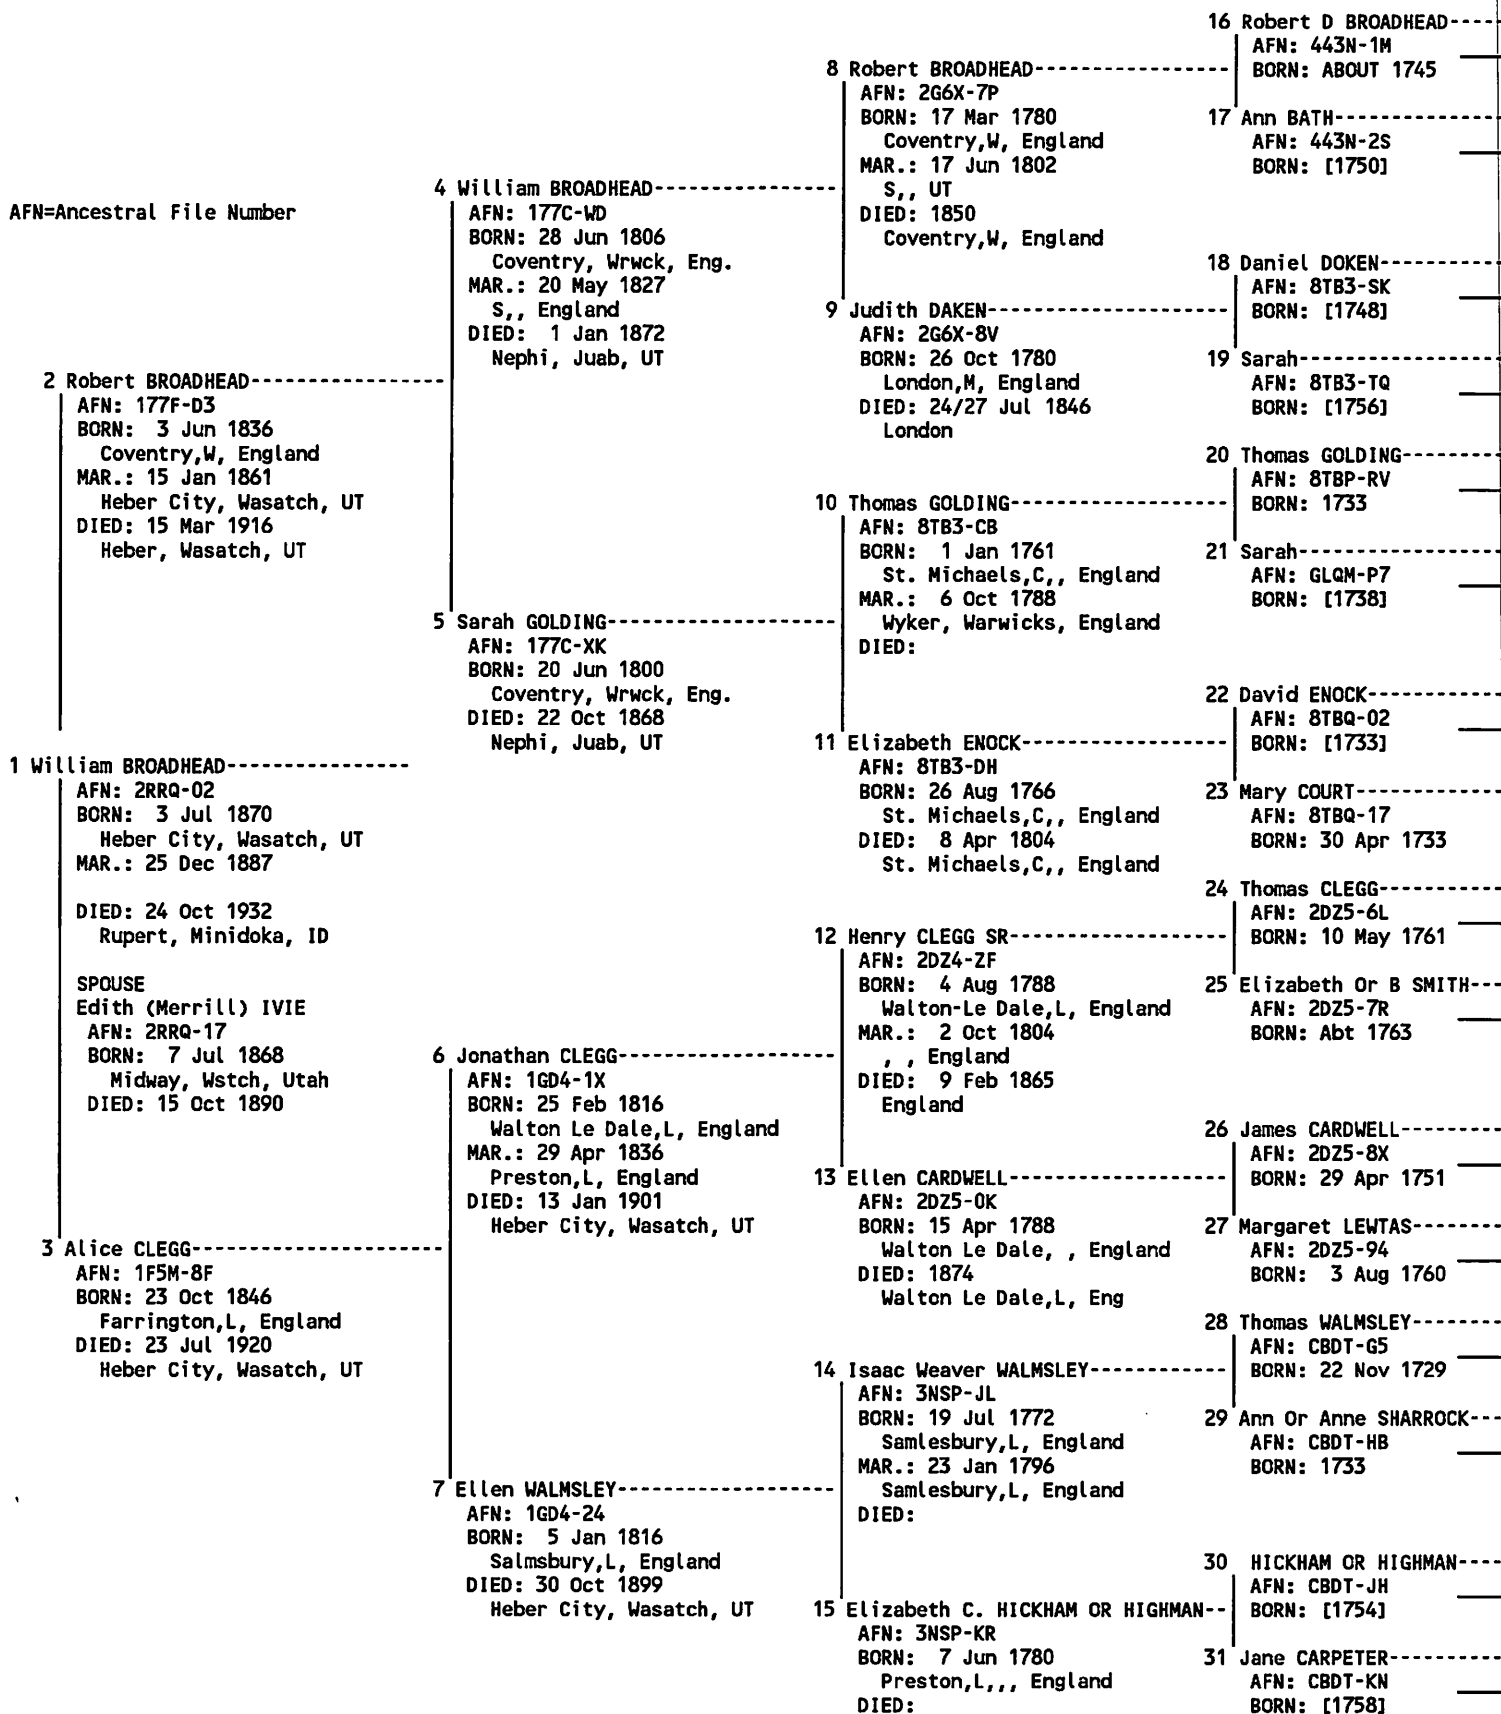 AFN=Ancestral File Number
1 William BROADHEAD---------------
AFN: 2RRQ-02
BORN:  3 Jul 1870
Heber City, Wasatch, UT
MAR.: 25 Dec 1887
DIED: 24 Oct 1932
Rupert, Minidoka, ID
SPOUSE
Edith (Merrill) IVIE
AFN: 2RRQ-17
BORN:  7 Jul 1868
Midway, Wstch, Utah
DIED: 15 Oct 1890
2 Robert BROADHEAD----------------
AFN: 177F-D3
BORN:  3 Jun 1836
Coventry,W, England
MAR.: 15 Jan 1861
Heber City, Wasatch, UT
DIED: 15 Mar 1916
Heber, Wasatch, UT
3 Alice CLEGG---------------------
AFN: 1F5M-8F
BORN: 23 Oct 1846
Farrington,L, England
DIED: 23 Jul 1920
Heber City, Wasatch, UT
4 William BROADHEAD---------------
AFN: 177C-WD
BORN: 28 Jun 1806
Coventry, Wrwck, Eng.
MAR.: 20 May 1827
S,, England
DIED:  1 Jan 1872
Nephi, Juab, UT
5 Sarah GOLDING-------------------
AFN: 177C-XK
BORN: 20 Jun 1800
Coventry, Wrwck, Eng.
DIED: 22 Oct 1868
Nephi, Juab, UT
6 Jonathan CLEGG------------------
AFN: 1GD4-1X
BORN: 25 Feb 1816
Walton Le Dale,L, England
MAR.: 29 Apr 1836
Preston,L, England
DIED: 13 Jan 1901
Heber City, Wasatch, UT
7 Ellen WALMSLEY------------------
AFN: 1GD4-24
BORN:  5 Jan 1816
Salmsbury,L, England
DIED: 30 Oct 1899
Heber City, Wasatch, UT
8 Robert BROADHEAD----------------
AFN: 2G6X-7P
BORN: 17 Mar 1780
Coventry,W, England
MAR.: 17 Jun 1802
S,, UT
DIED: 1850
Coventry,W, England
9 Judith DAKEN--------------------
AFN: 2G6X-8V
BORN: 26 Oct 1780
London,M, England
DIED: 24/27 Jul 1846
London
10 Thomas GOLDING------------------
AFN: 8TB3-CB
BORN:  1 Jan 1761
St. Michaels,C,, England
MAR.:  6 Oct 1788
Wyker, Warwicks, England
DIED:
11 Elizabeth ENOCK-----------------
AFN: 8TB3-DH
BORN: 26 Aug 1766
St. Michaels,C,, England
DIED:  8 Apr 1804
St. Michaels,C,, England
12 Henry CLEGG SR------------------
AFN: 2DZ4-ZF
BORN:  4 Aug 1788
Walton-Le Dale,L, England
MAR.:  2 Oct 1804
, , England
DIED:  9 Feb 1865
England
13 Ellen CARDWELL------------------
AFN: 2DZ5-0K
BORN: 15 Apr 1788
Walton Le Dale, , England
DIED: 1874
Walton Le Dale,L, Eng
14 Isaac Weaver WALMSLEY-----------
AFN: 3NSP-JL
BORN: 19 Jul 1772
Samlesbury,L, England
MAR.: 23 Jan 1796
Samlesbury,L, England
DIED:
15 Elizabeth C. HICKHAM OR HIGHMAN--
AFN: 3NSP-KR
BORN:  7 Jun 1780
Preston,L,,, England
DIED:
16 Robert D BROADHEAD----
AFN: 443N-1M
BORN: ABOUT 1745
17 Ann BATH-------------
AFN: 443N-2S
BORN: [1750]
18 Daniel DOKEN----------
AFN: 8TB3-SK
BORN: [1748]
19 Sarah-----------------
AFN: 8TB3-TQ
BORN: [1756]
20 Thomas GOLDING--------
AFN: 8TBP-RV
BORN: 1733
21 Sarah-----------------
AFN: GLQM-P7
BORN: [1738]
22 David ENOCK-----------
AFN: 8TBQ-02
BORN: [1733]
23 Mary COURT------------
AFN: 8TBQ-17
BORN: 30 Apr 1733
24 Thomas CLEGG----------
AFN: 2DZ5-6L
BORN: 10 May 1761
25 Elizabeth Or B SMITH---
AFN: 2DZ5-7R
BORN: Abt 1763
26 James CARDWELL--------
AFN: 2DZ5-8X
BORN: 29 Apr 1751
27 Margaret LEWTAS-------
AFN: 2DZ5-94
BORN:  3 Aug 1760
28 Thomas WALMSLEY-------
AFN: CBDT-G5
BORN: 22 Nov 1729
29 Ann Or Anne SHARROCK---
AFN: CBDT-HB
BORN: 1733
30  HICKHAM OR HIGHMAN----
AFN: CBDT-JH
BORN: [1754]
31 Jane CARPETER---------
AFN: CBDT-KN
BORN: [1758]